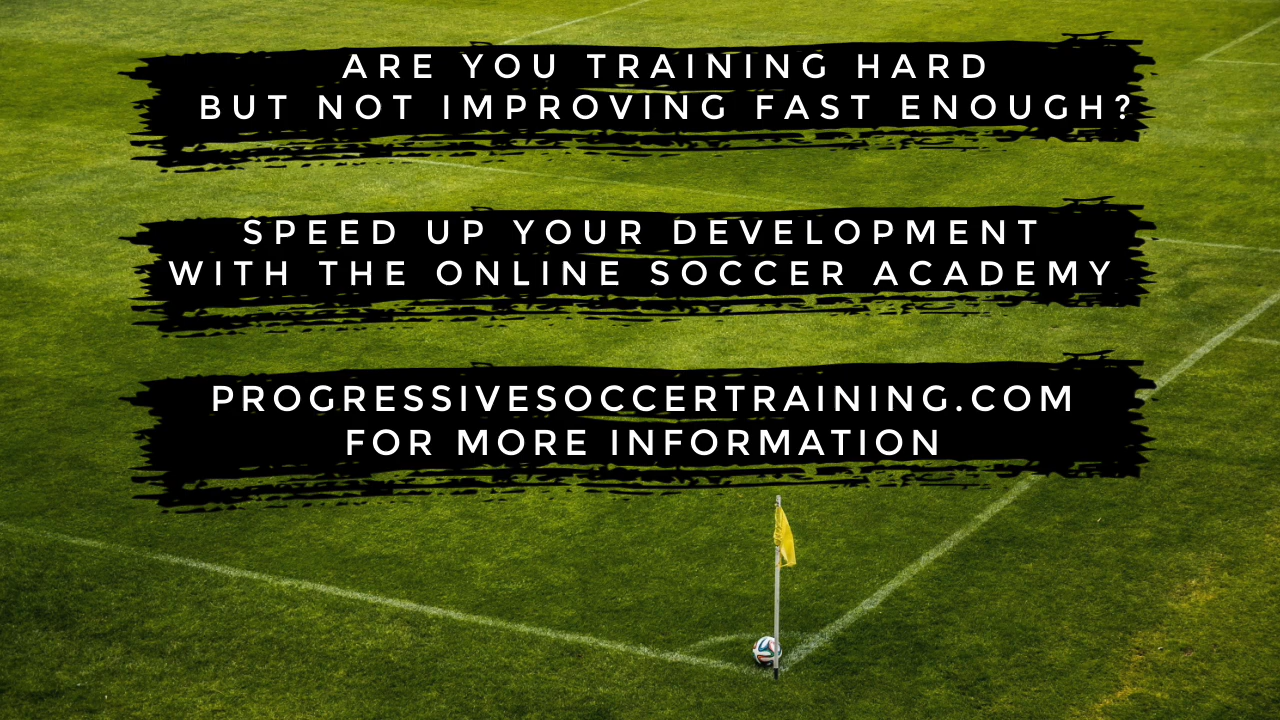 ARE YOU TRAINING HARD
BUT NOT IMPROVING FAST ENOUGH?
SPEED UP YOUR DEVELOPMENT
WITH THE ONLINE SOCCER ACADEMY
PROGRESSIVESOCCERTRAINING.COM
FOR MORE INFORMATION